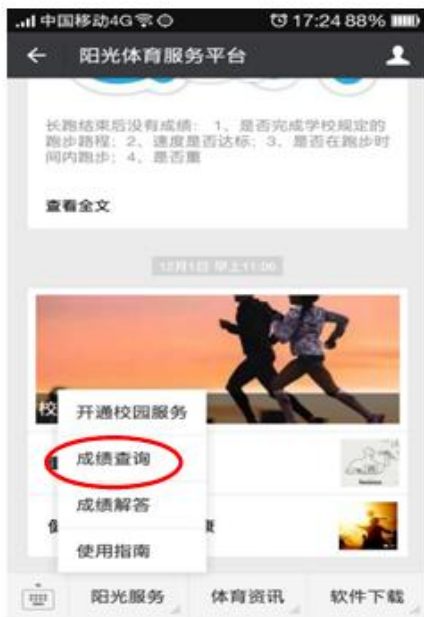 中国移动4G 17:24 88%
阳光体育服务平台
长跑结束后没有成绩： 1、是否完成学校规定的
跑步路程；2、速度是否达标；3、是否在跑步时
间内跑步；4、是否重
查看全文
12月1日 早上11:06
校
开通校园服务
成绩查询
成绩解答
使用指南
阳光服务
体育资讯
软件下载